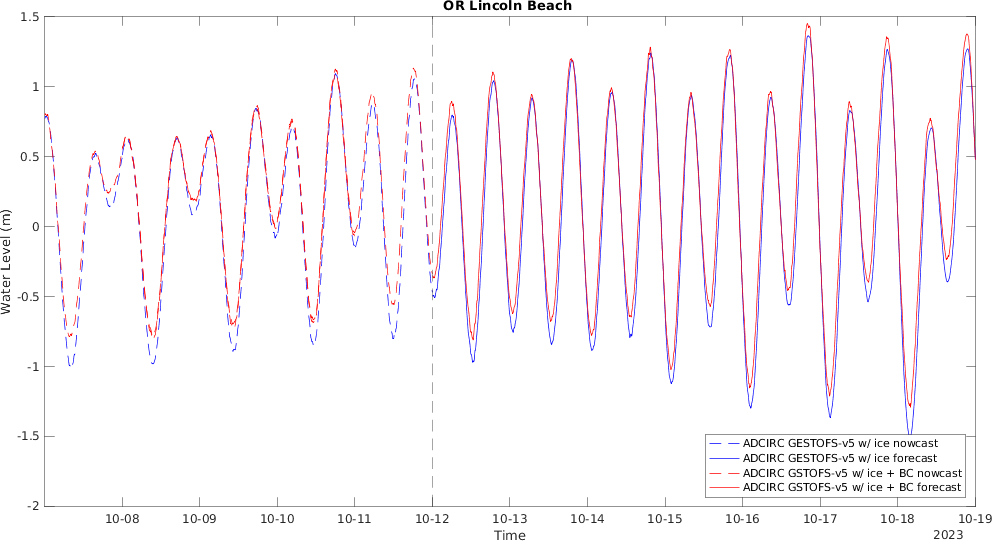 OR Lincoln Beach
1.5
1
0.5
0
-0.5
-1
-1.5
-2
Water Level (m)
ADCIRC GESTOFS-v5 w/ ice nowcast
ADCIRC GESTOFS-v5 w/ ice forecast
ADCIRC GSTOFS-v5 w/ ice + BC nowcast
ADCIRC GSTOFS-v5 w/ ice + BC forecast
10-08 10-09 10-10 10-11 10-12 10-13 10-14 10-15 10-16 10-17 10-18 10-19
Time
2023